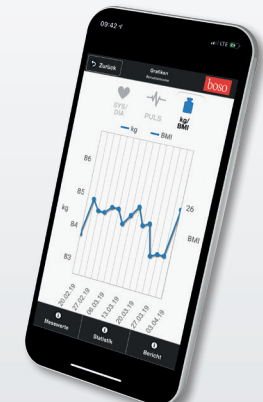 09:42
LTE
Zurück
Grafiken
Benutzername
boso
SYS/
DIA
PULS
kg/
BMI
kg
BMI
86
85
kg
84
83
26
BMI
20.02.19
27.02.19
06.03.19
13.03.19
20.03.19
27.03.19
03.04.19
Messwerte
Statistik
Bericht